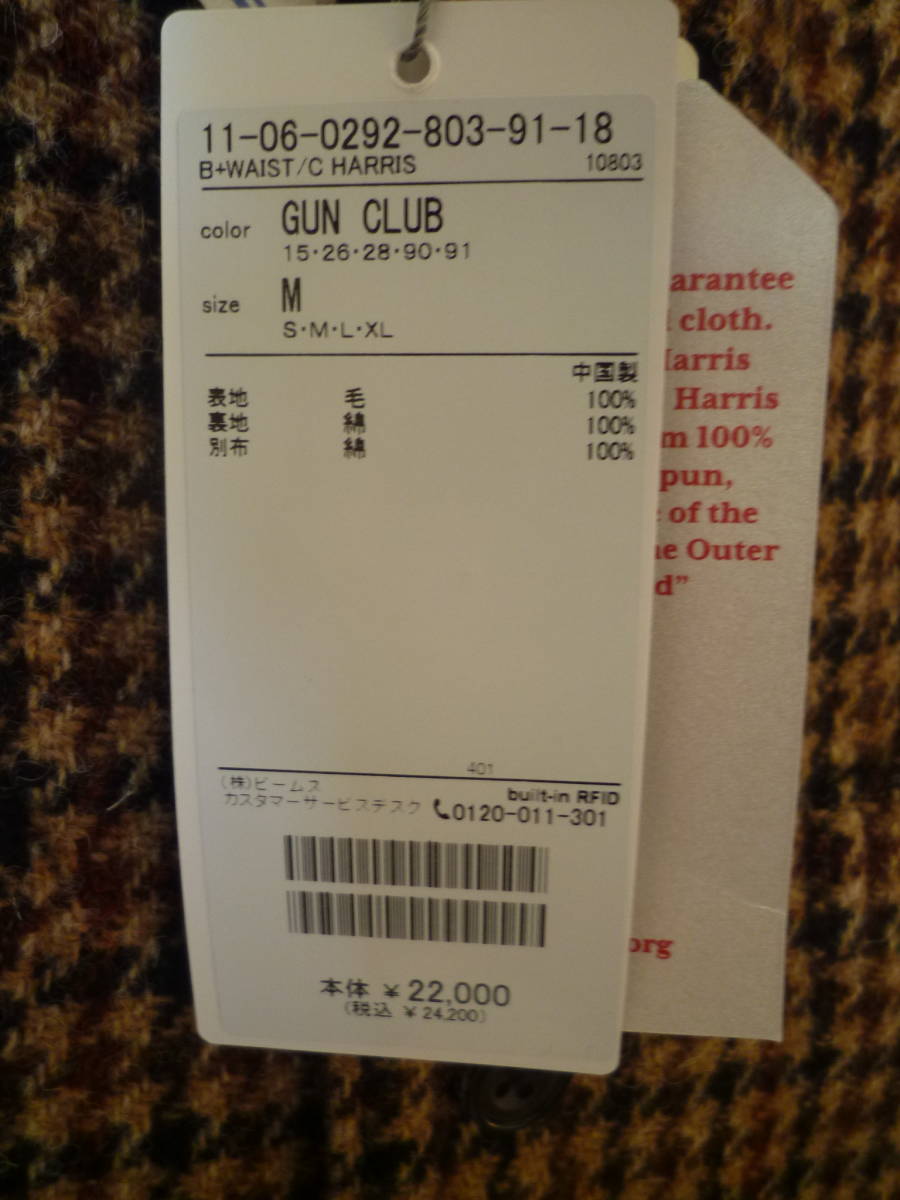 11-06-0292-803-91-18
B+WAIST/C HARRIS 10803
color GUN CLUB
15・26・28・90・91
size M
S・M・L・XL
中国製
表地 毛 100%
裏地 綿 100%
別布 綿 100%
401
(株)ビームス built-in RFID
カスタマーサービスデスク 0120-011-301
本体 ¥22,000
(税込 ¥24,200)
arantee
cloth.
Harris
Harris
m 100%
pun,
of the
Outer
d”
org